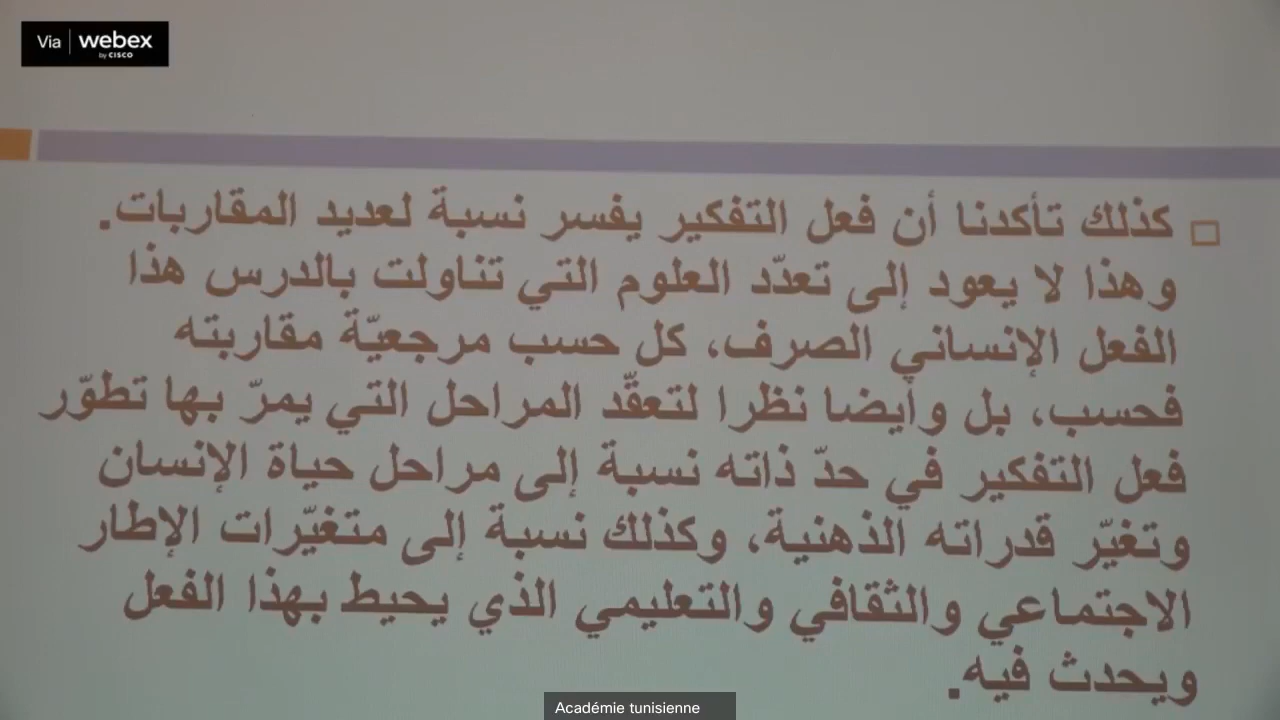 Via webex
by CISCO
كذلك تأكدنا أن فعل التفكير يفسر نسبة لعديد المقاربات.
وهذا لا يعود إلى تعدّد العلوم التي تناولت بالدرس هذا
الفعل الإنساني الصرف، كل حسب مرجعيّة مقاربته
فحسب، بل وأيضا نظرا لتعقّد المراحل التي يمرّ بها تطوّر
فعل التفكير في حدّ ذاته نسبة إلى مراحل حياة الإنسان
وتغيّر قدراته الذهنية، وكذلك نسبة إلى متغيّرات الإطار
الاجتماعي والثقافي والتعليمي الذي يحيط بهذا الفعل
ويحدث فيه.
Académie tunisienne